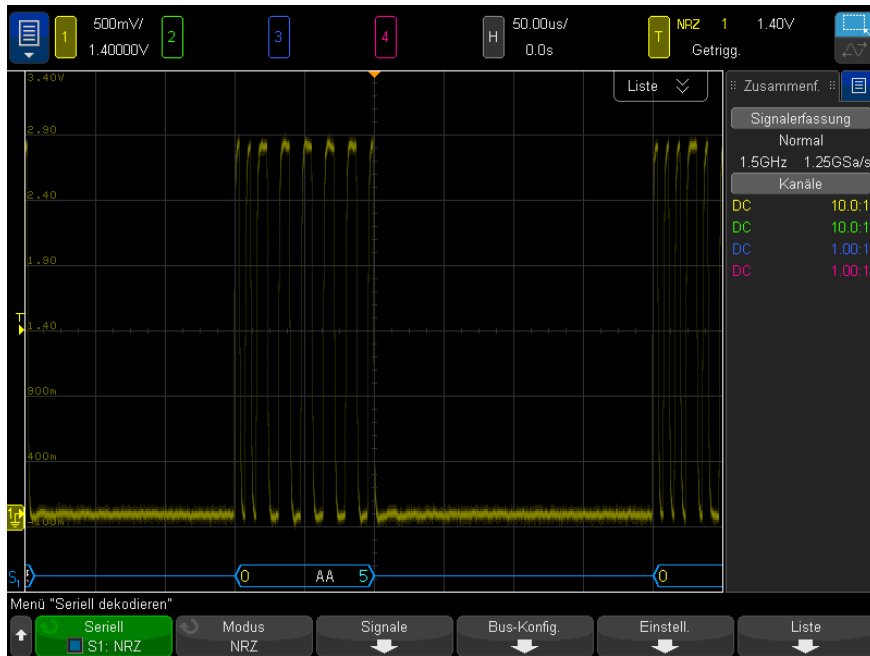 1 500mV/ 1.40000V 2 3 4 H 50.00us/ 0.0s T NRZ 1 1.40V Getrigg.
3.40V
Liste
Zusammenf.
2.90
Signalerfassung
Normal
1.5GHz 1.25GSa/s
Kanäle
2.40
DC 10.0:1
DC 10.0:1
DC 1.00:1
1.90
DC 1.00:1
T
1.40
900m
400m
-100m
S1 0 AA 5 0
Menü "Seriell dekodieren"
Seriell Modus Signale Bus-Konfig. Einstell. Liste
S1: NRZ NRZ